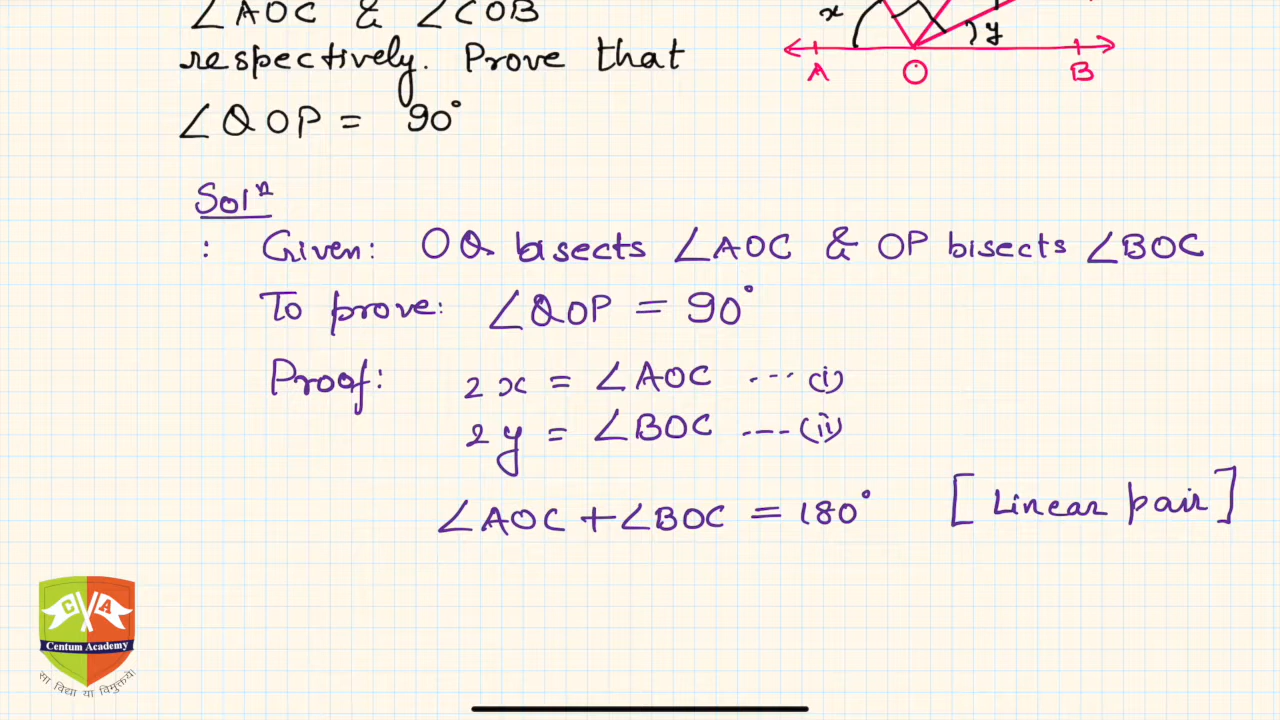 ∠AOC & ∠COB
respectively. Prove that
∠QOP = 90°
x
y
A
O
B
Solⁿ
: Given: OQ bisects ∠AOC & OP bisects ∠BOC
To prove: ∠QOP = 90°
Proof: 2x = ∠AOC ---(i)
2y = ∠BOC ----(ii)
∠AOC + ∠BOC = 180° [Linear pair]
C A
Centum Academy
सा विद्या या विमुक्तये।